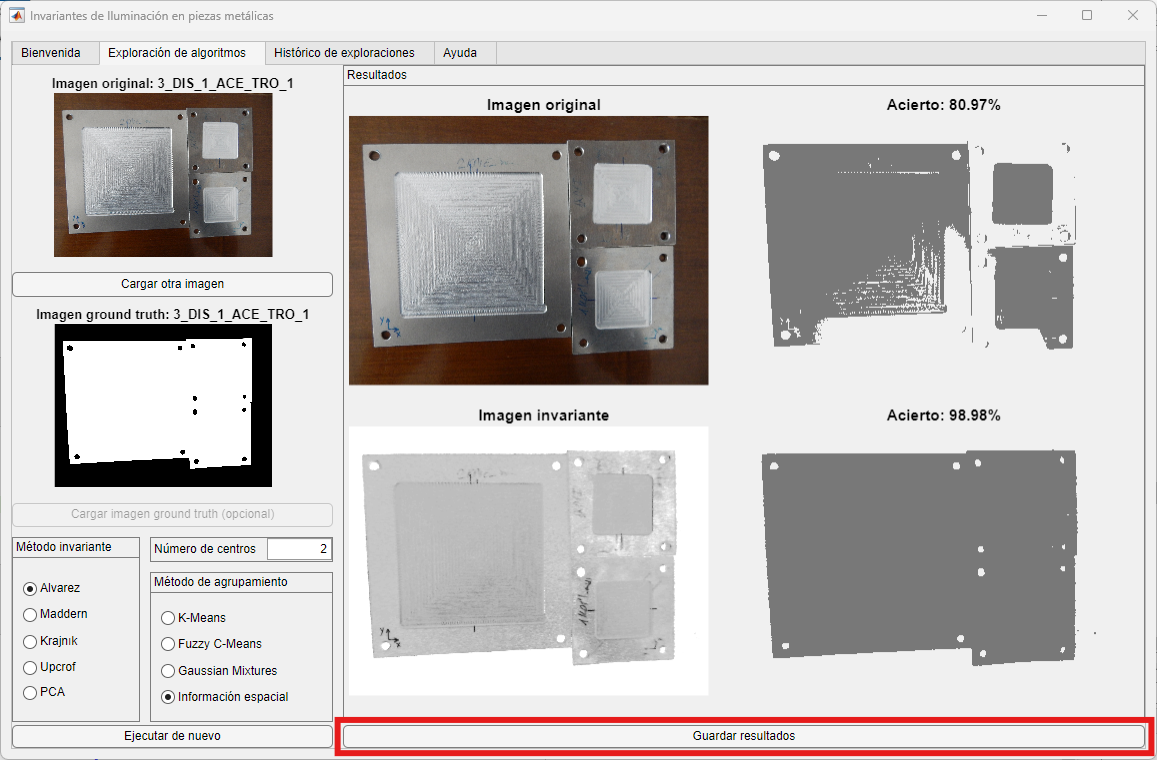 Invariantes de Iluminación en piezas metálicas
Bienvenida
Exploración de algoritmos
Histórico de exploraciones
Ayuda
Imagen original: 3_DIS_1_ACE_TRO_1
Cargar otra imagen
Imagen ground truth: 3_DIS_1_ACE_TRO_1
Cargar imagen ground truth (opcional)
Método invariante
Alvarez
Maddern
Krajnik
Upcrof
PCA
Número de centros 2
Método de agrupamiento
K-Means
Fuzzy C-Means
Gaussian Mixtures
Información espacial
Ejecutar de nuevo
Resultados
Imagen original
Acierto: 80.97%
Imagen invariante
Acierto: 98.98%
Guardar resultados